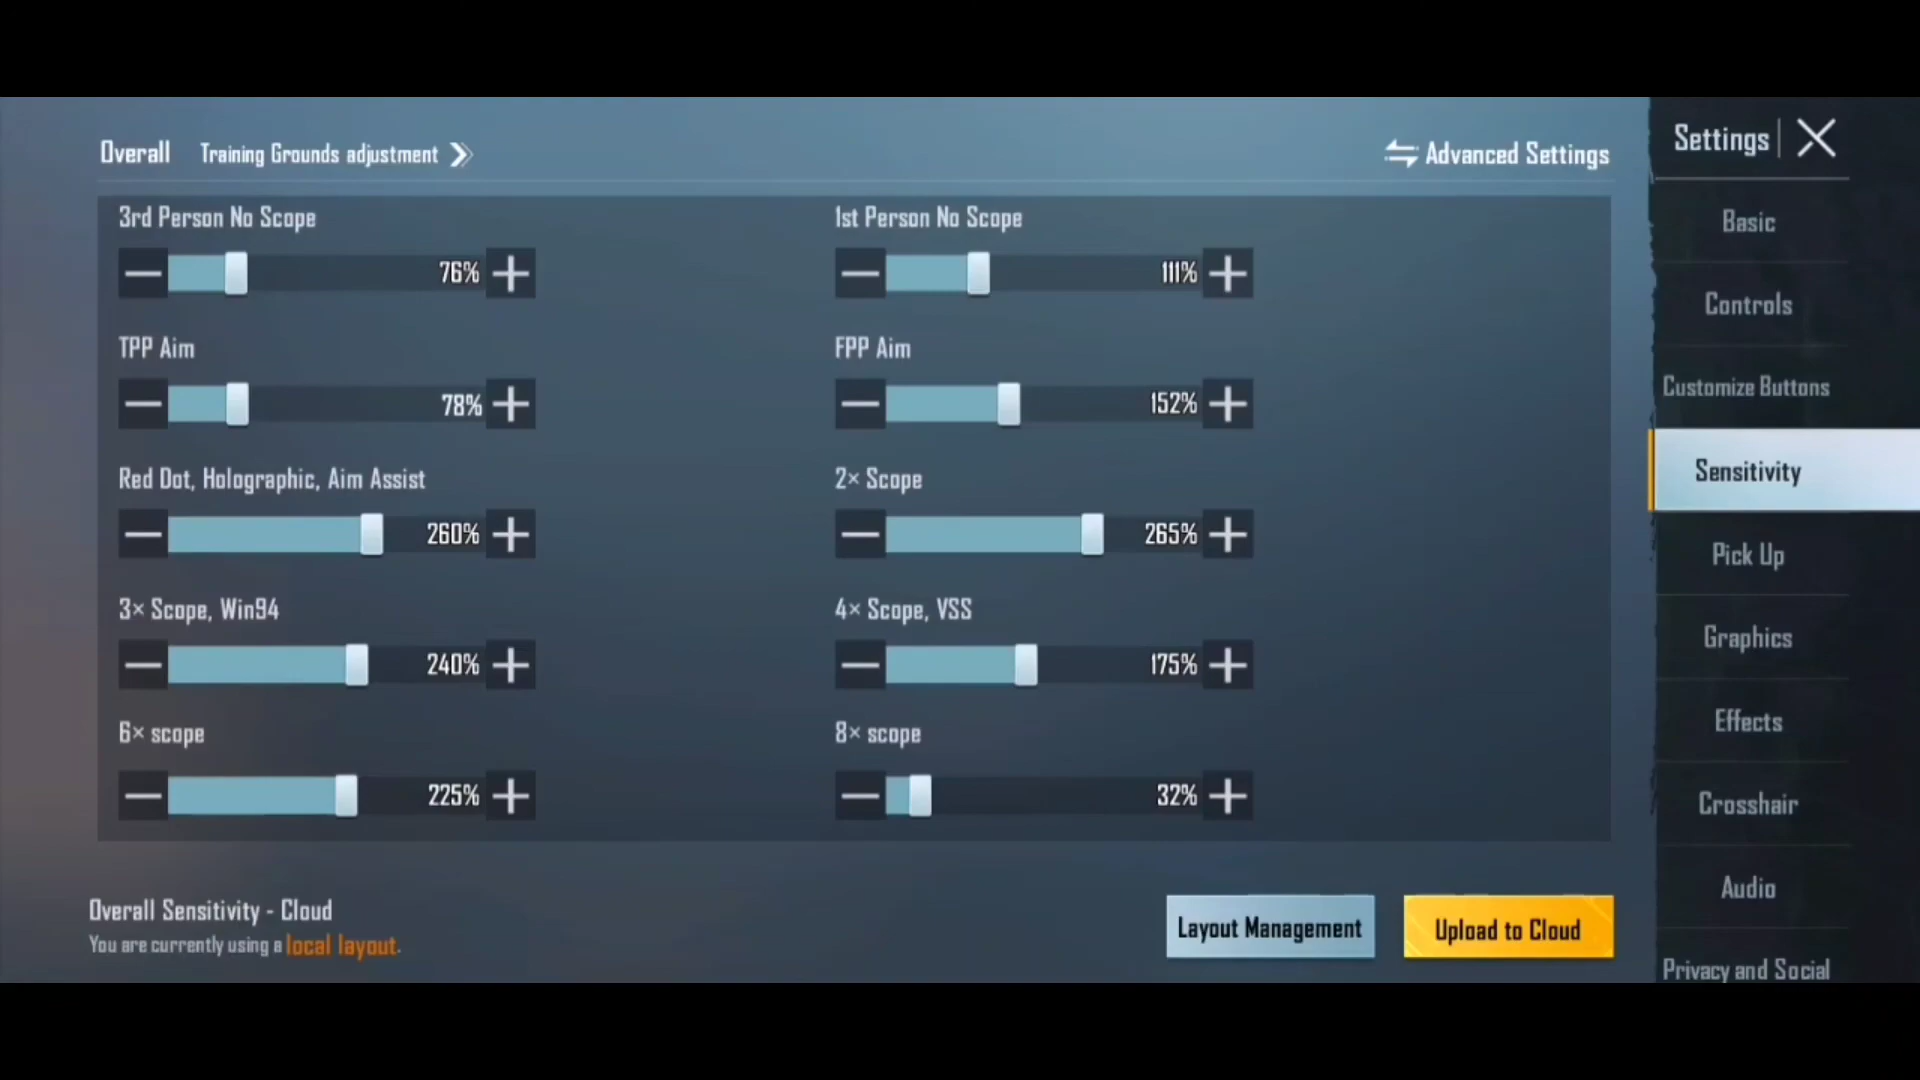 Overall Training Grounds adjustment Advanced Settings
3rd Person No Scope 1st Person No Scope
76% 111%
TPP Aim FPP Aim
78% 152%
Red Dot, Holographic, Aim Assist 2× Scope
260% 265%
3× Scope, Win94 4× Scope, VSS
240% 175%
6× scope 8× scope
225% 32%
Overall Sensitivity - Cloud
You are currently using a local layout.
Layout Management Upload to Cloud
Settings
Basic
Controls
Customize Buttons
Sensitivity
Pick Up
Graphics
Effects
Crosshair
Audio
Privacy and Social